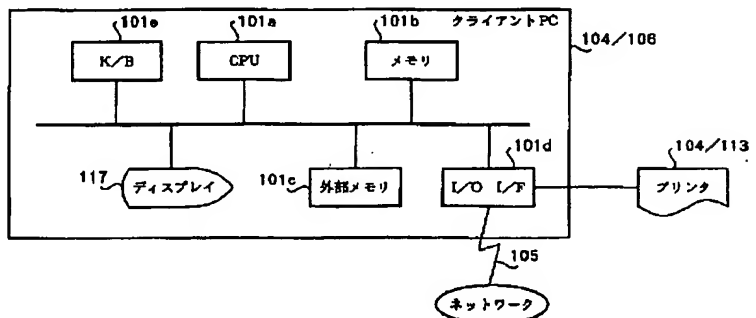 クライアントPC
101e
101a
101b
104/106
K/B
CPU
メモリ
101d
104/113
117
ディスプレイ
101c
外部メモリ
I/O I/F
プリンタ
105
ネットワーク